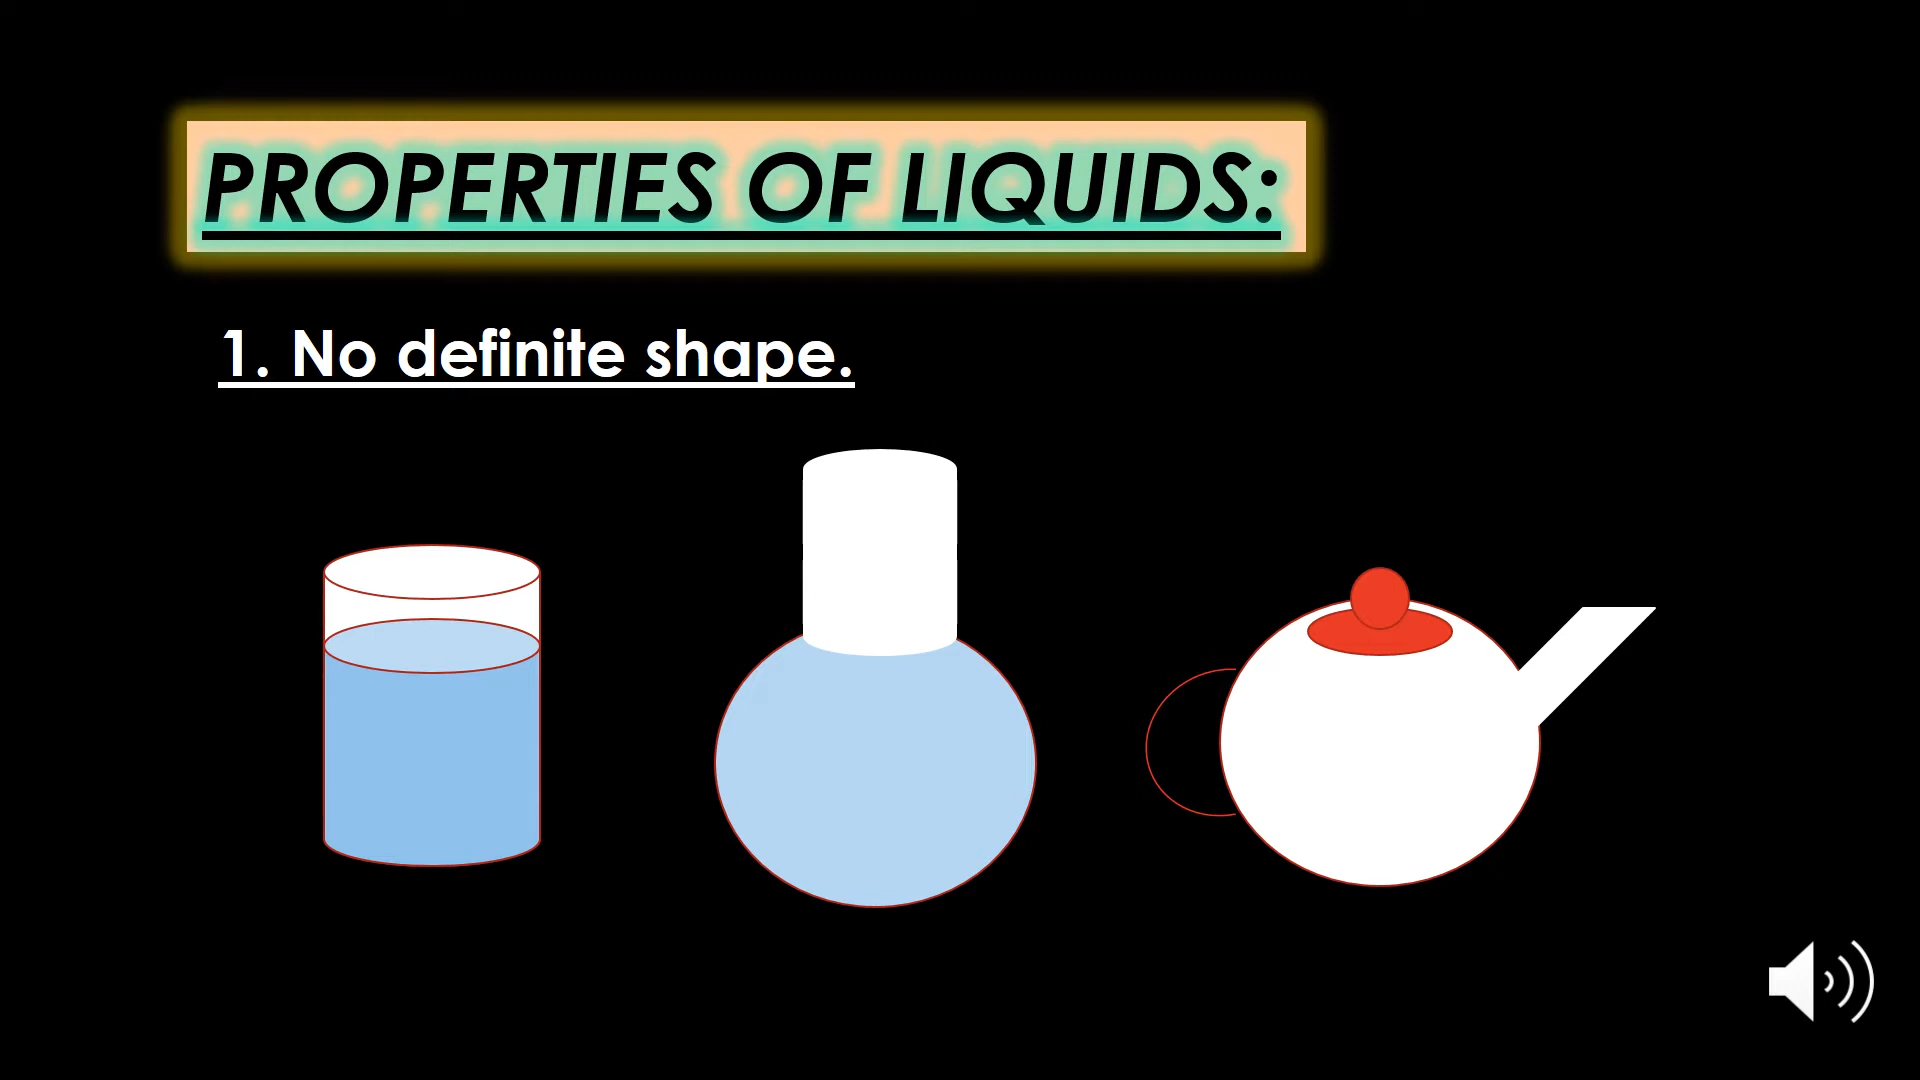 PROPERTIES OF LIQUIDS:
1. No definite shape.